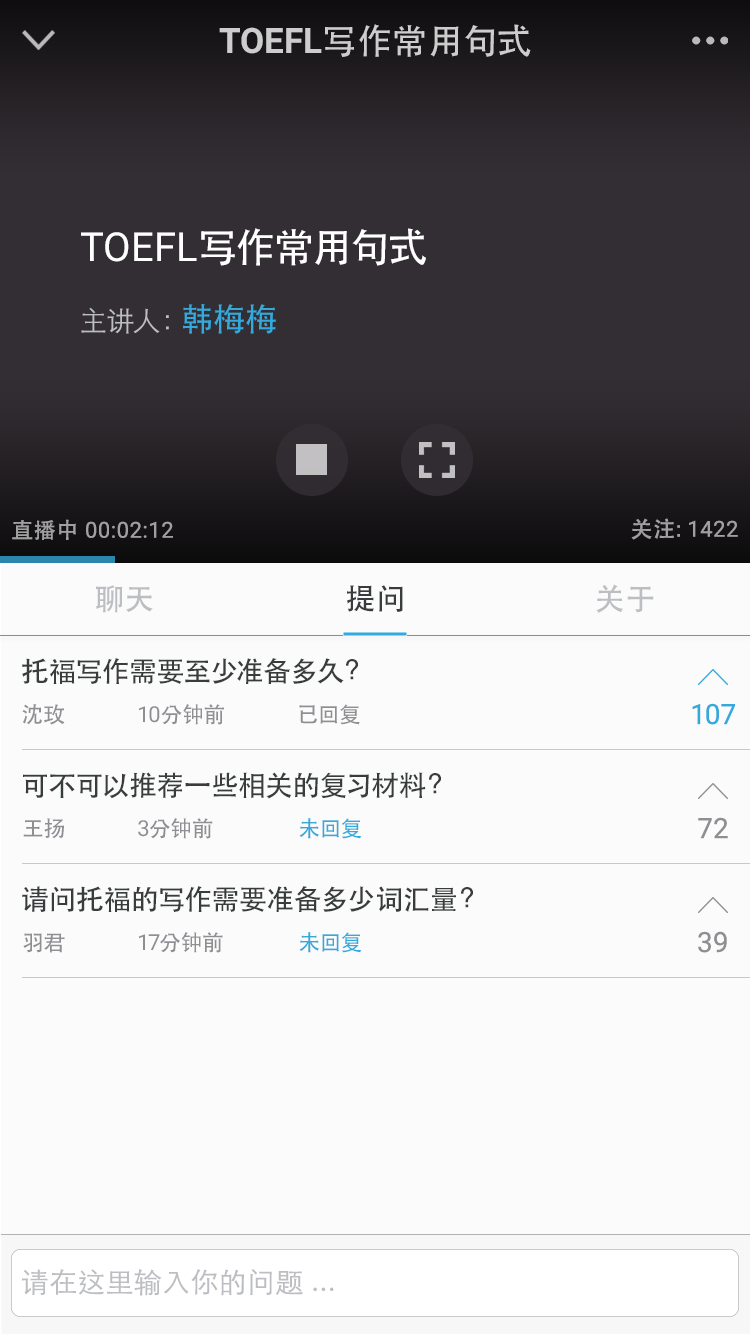 TOEFL写作常用句式
TOEFL写作常用句式
主讲人: 韩梅梅
直播中 00:02:12 关注: 1422
聊天 提问 关于
托福写作需要至少准备多久?
沈玫 10分钟前 已回复 107
可不可以推荐一些相关的复习材料?
王扬 3分钟前 未回复 72
请问托福的写作需要准备多少词汇量?
羽君 17分钟前 未回复 39
请在这里输入你的问题 ...